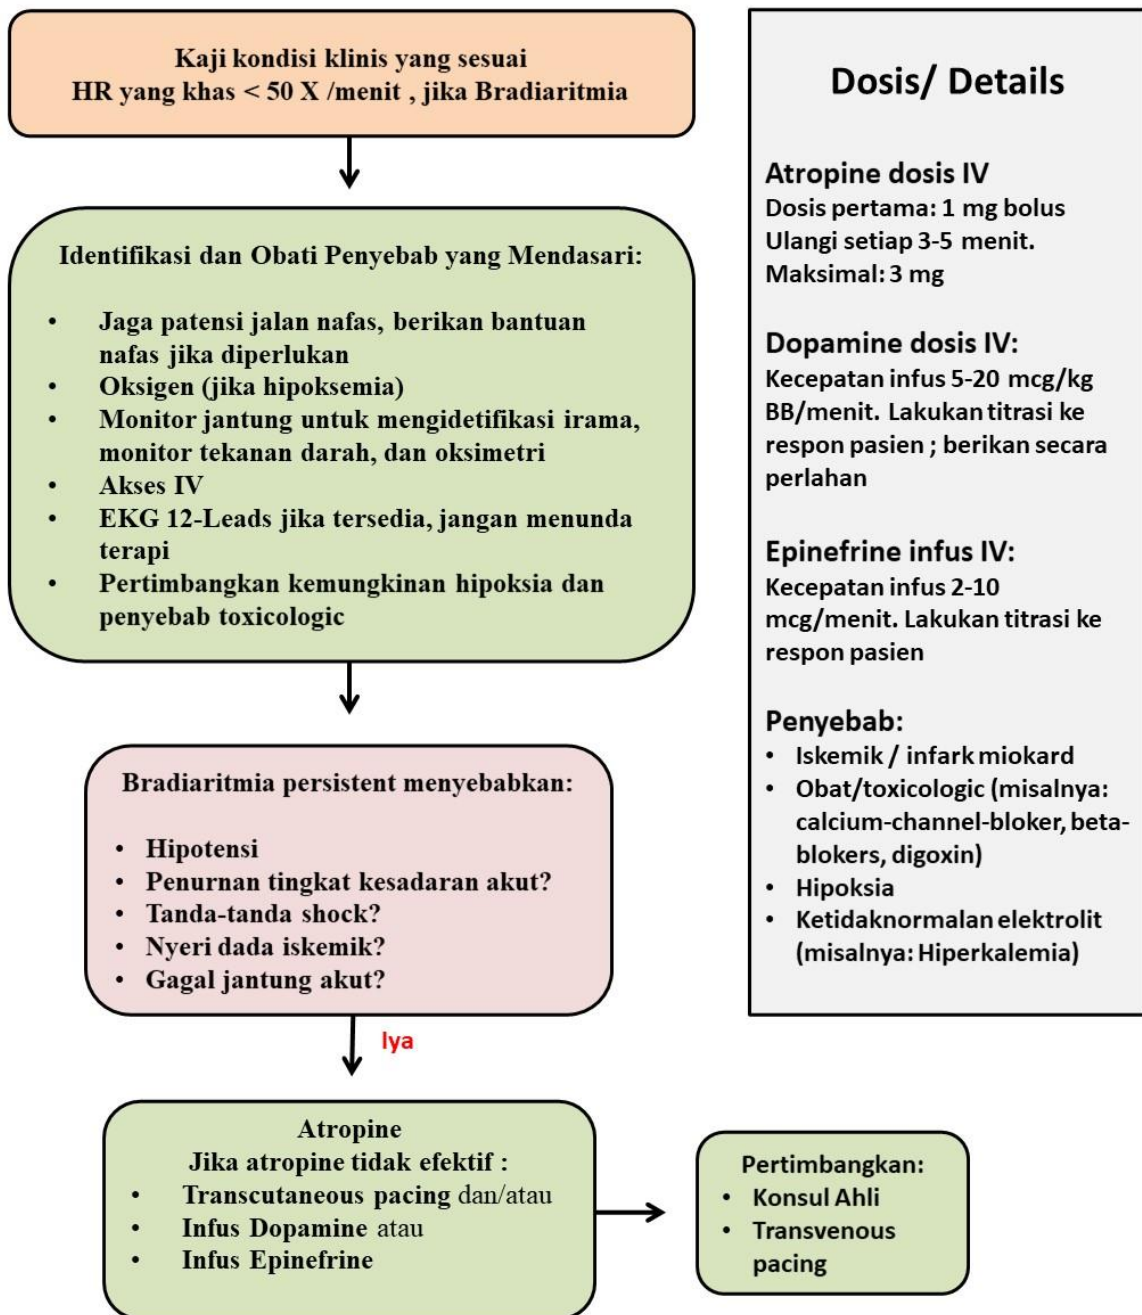 Kaji kondisi klinis yang sesuai
HR yang khas < 50 X /menit , jika Bradiaritmia
Identifikasi dan Obati Penyebab yang Mendasari:
• Jaga patensi jalan nafas, berikan bantuan
nafas jika diperlukan
• Oksigen (jika hipoksemia)
• Monitor jantung untuk mengidetifikasi irama,
monitor tekanan darah, dan oksimetri
• Akses IV
• EKG 12-Leads jika tersedia, jangan menunda
terapi
• Pertimbangkan kemungkinan hipoksia dan
penyebab toxicologic
Bradiaritmia persistent menyebabkan:
• Hipotensi
• Penurnan tingkat kesadaran akut?
• Tanda-tanda shock?
• Nyeri dada iskemik?
• Gagal jantung akut?
Iya
Atropine
Jika atropine tidak efektif :
• Transcutaneous pacing dan/atau
• Infus Dopamine atau
• Infus Epinefrine
Pertimbangkan:
• Konsul Ahli
• Transvenous
pacing
Dosis/ Details
Atropine dosis IV
Dosis pertama: 1 mg bolus
Ulangi setiap 3-5 menit.
Maksimal: 3 mg
Dopamine dosis IV:
Kecepatan infus 5-20 mcg/kg
BB/menit. Lakukan titrasi ke
respon pasien ; berikan secara
perlahan
Epinefrine infus IV:
Kecepatan infus 2-10
mcg/menit. Lakukan titrasi ke
respon pasien
Penyebab:
• Iskemik / infark miokard
• Obat/toxicologic (misalnya:
calcium-channel-bloker, beta-
blokers, digoxin)
• Hipoksia
• Ketidaknormalan elektrolit
(misalnya: Hiperkalemia)